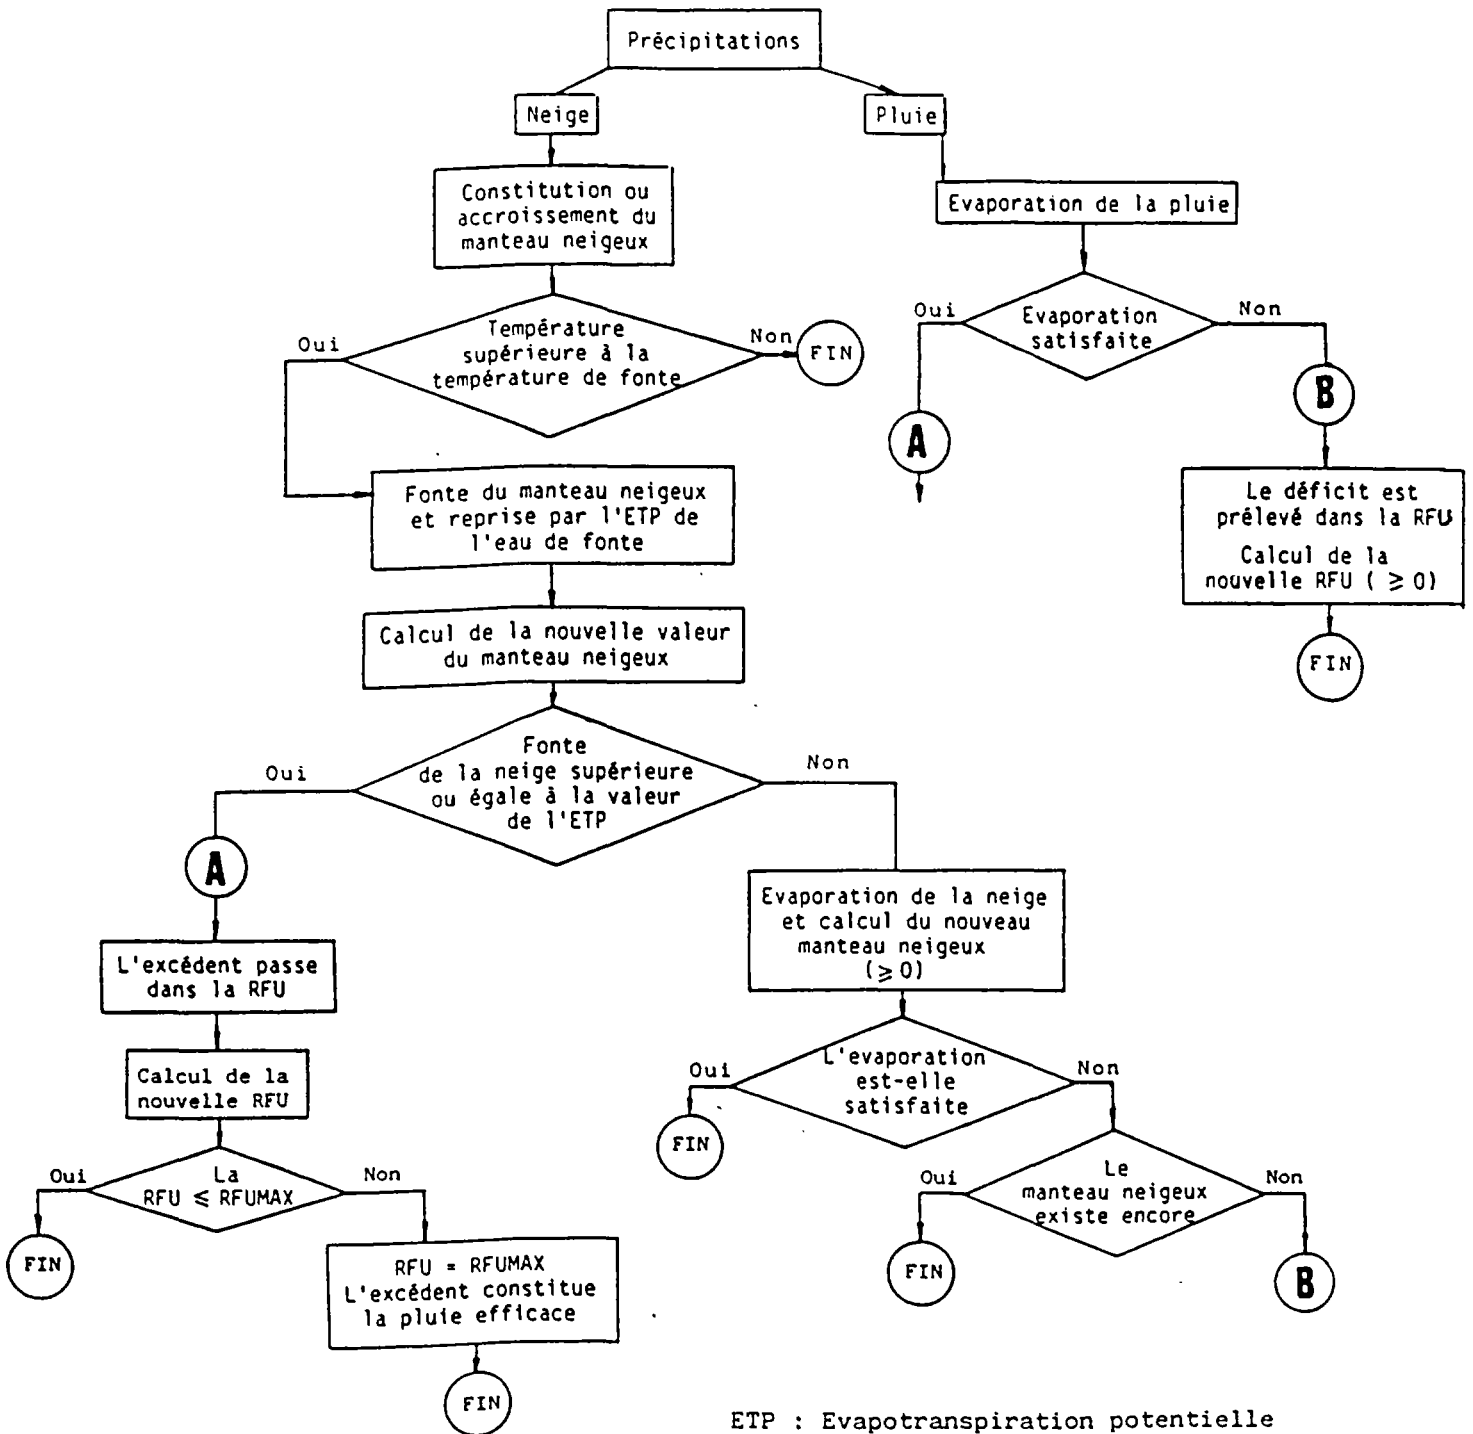 Précipitations
Neige
Pluie
Constitution ou
accroissement du
manteau neigeux
Evaporation de la pluie
Oui
Température
supérieure à la
température de fonte
Non
FIN
Oui
Evaporation
satisfaite
Non
A
B
Fonte du manteau neigeux
et reprise par l'ETP de
l'eau de fonte
Le déficit est
prélevé dans la RFU
Calcul de la
nouvelle RFU ( ⩾ 0)
FIN
Calcul de la nouvelle valeur
du manteau neigeux
Oui
Fonte
de la neige supérieure
ou égale à la valeur
de l'ETP
Non
A
L'excédent passe
dans la RFU
Calcul de la
nouvelle RFU
Oui
La
RFU ⩽ RFUMAX
Non
FIN
RFU = RFUMAX
L'excédent constitue
la pluie efficace
FIN
Evaporation de la neige
et calcul du nouveau
manteau neigeux
(⩾ 0)
Oui
L'evaporation
est-elle
satisfaite
Non
FIN
Oui
Le
manteau neigeux
existe encore
Non
FIN
B
ETP : Evapotranspiration potentielle